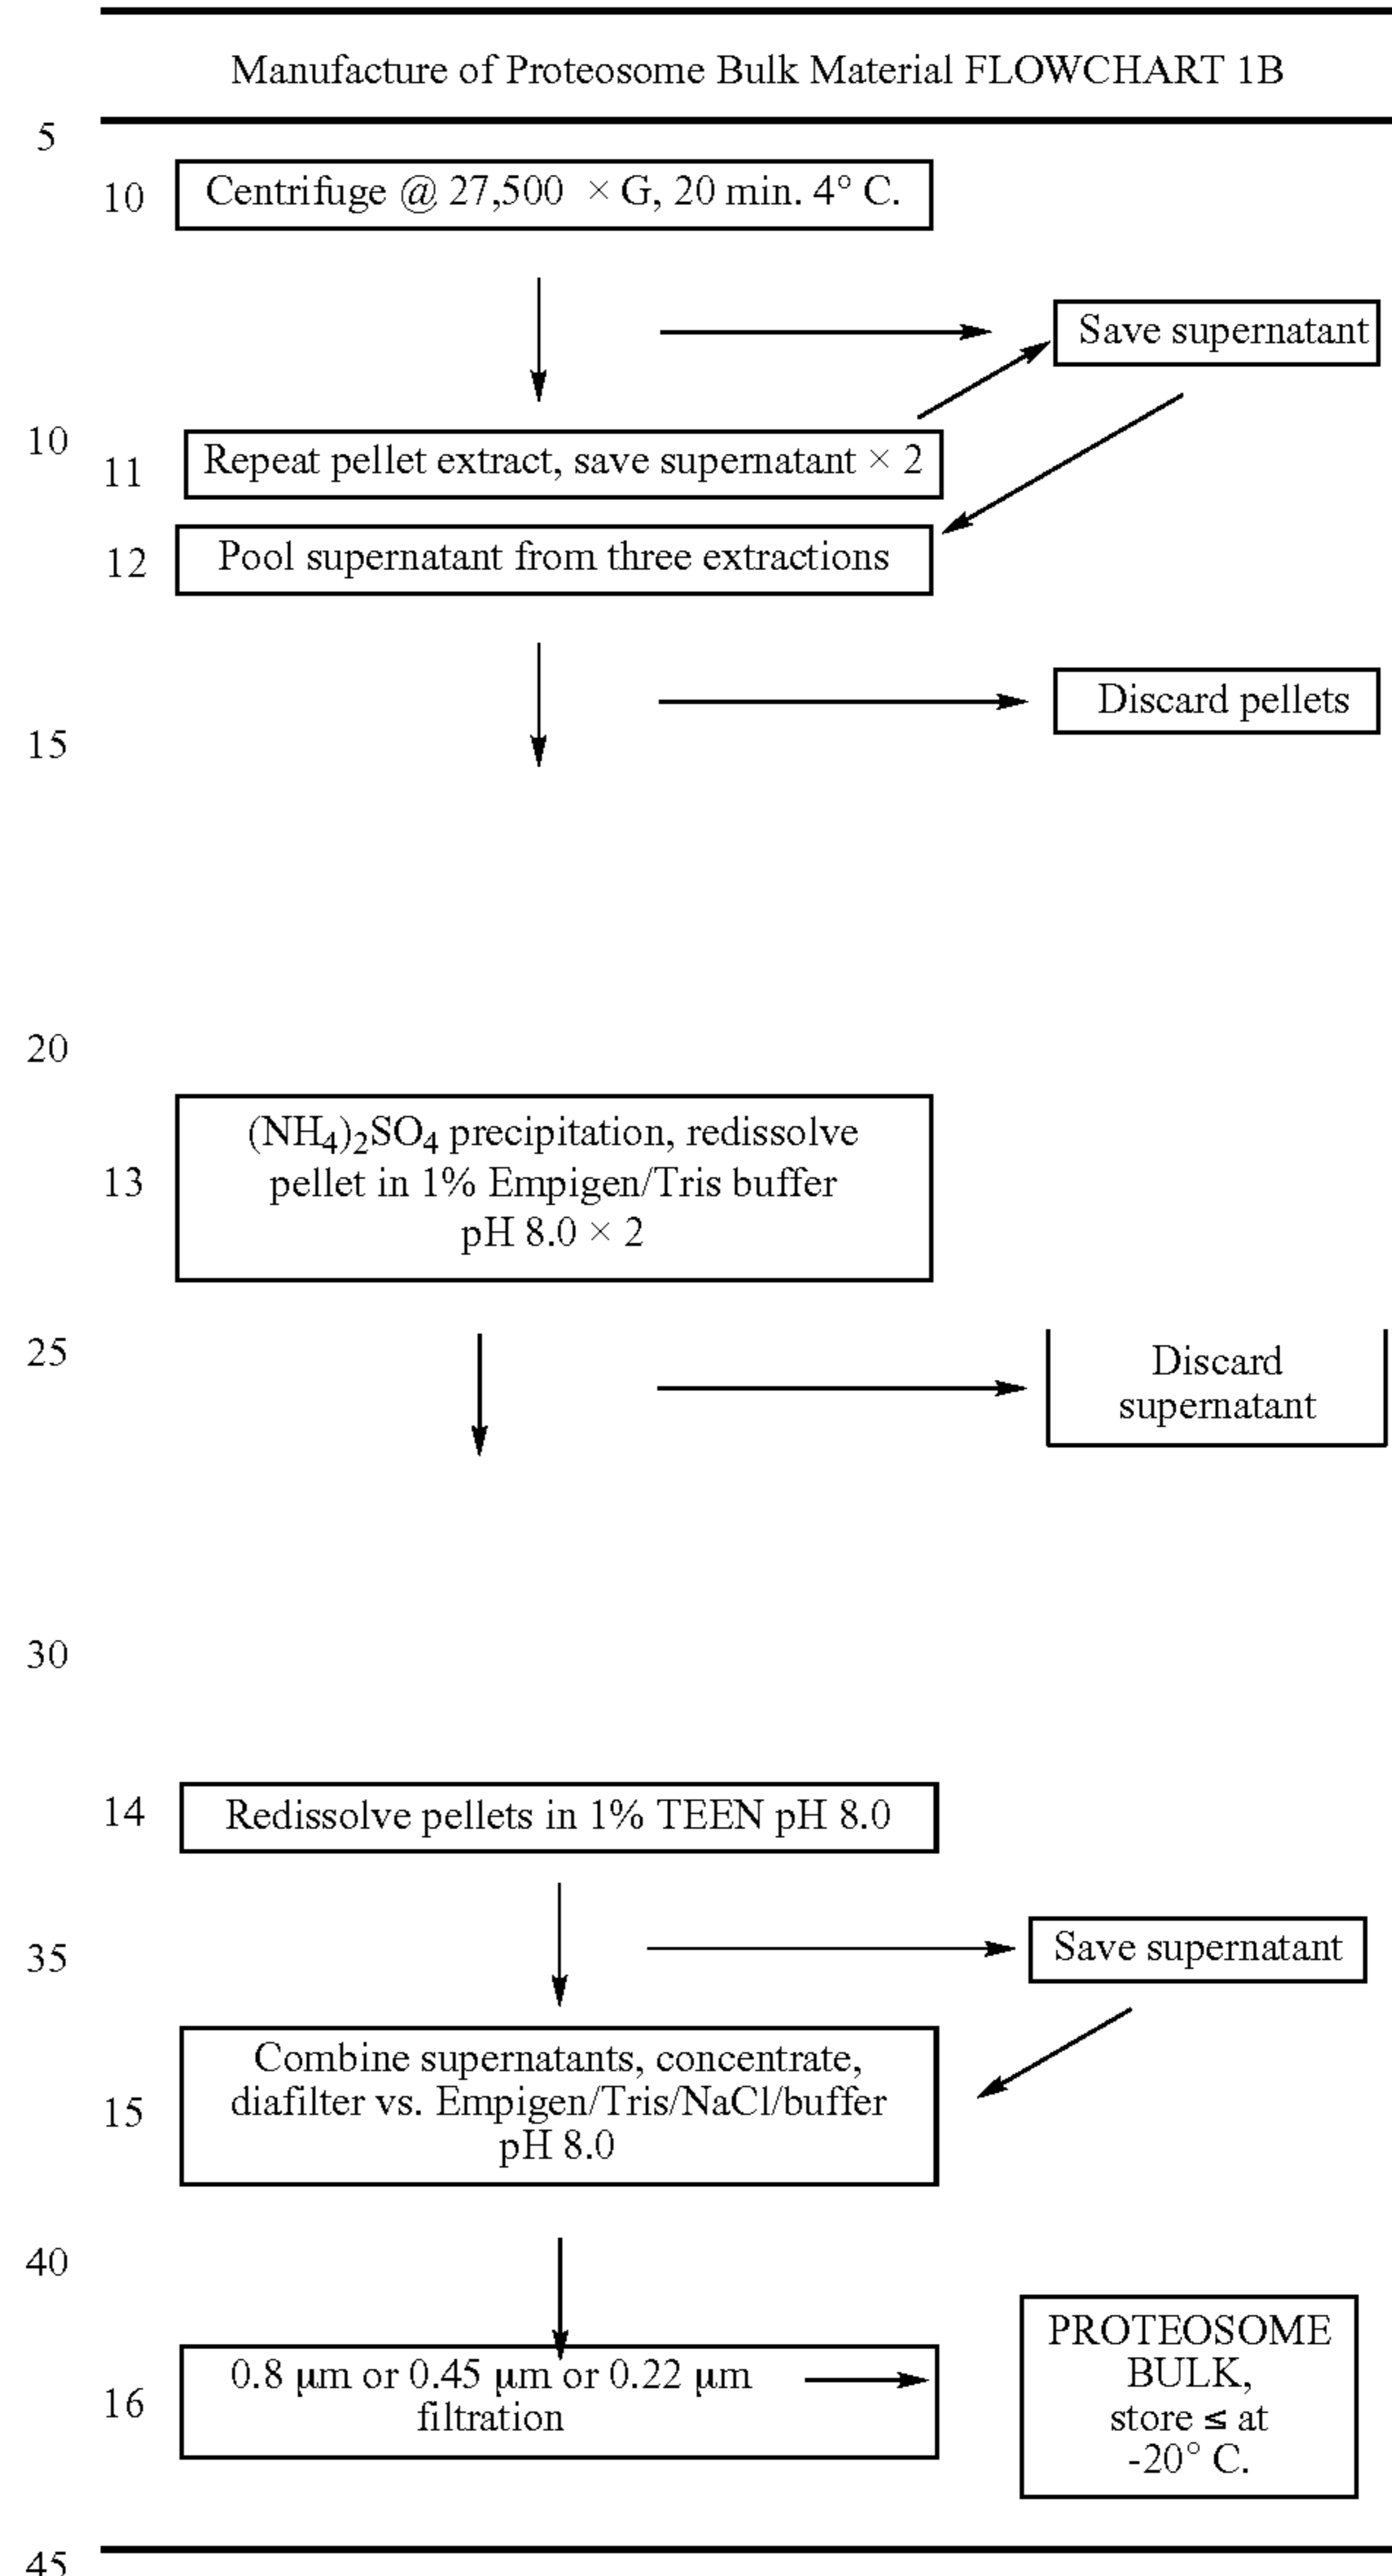 Manufacture of Proteosome Bulk Material FLOWCHART 1B
5
10 Centrifuge @ 27,500 × G, 20 min. 4° C.
Save supernatant
10
11 Repeat pellet extract, save supernatant × 2
12 Pool supernatant from three extractions
Discard pellets
15
20
(NH4)2SO4 precipitation, redissolve
13 pellet in 1% Empigen/Tris buffer
pH 8.0 × 2
25
Discard
supernatant
30
14 Redissolve pellets in 1% TEEN pH 8.0
35
Save supernatant
Combine supernatants, concentrate,
15 diafilter vs. Empigen/Tris/NaCl/buffer
pH 8.0
40
16 0.8 μm or 0.45 μm or 0.22 μm
filtration
PROTEOSOME
BULK,
store ≤ at
-20° C.
45